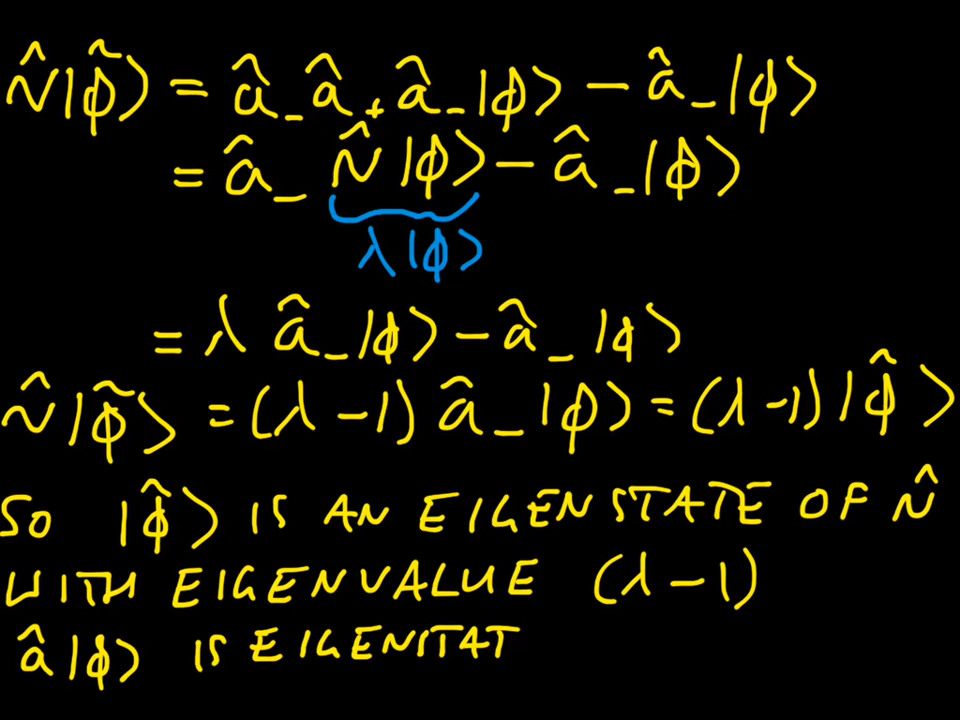 N̂|φ̃⟩ = â₋ â₊ â₋|φ⟩ − â₋|φ⟩
= â₋ N̂|φ⟩ − â₋|φ⟩
λ|φ⟩
= λ â₋|φ⟩ − â₋|φ⟩
N̂|φ̃⟩ = (λ − 1) â₋|φ⟩ = (λ − 1)|φ̂⟩
SO |φ̂⟩ IS AN EIGENSTATE OF N̂
WITH EIGENVALUE (λ − 1)
â|φ⟩ IS EIGENSTAT